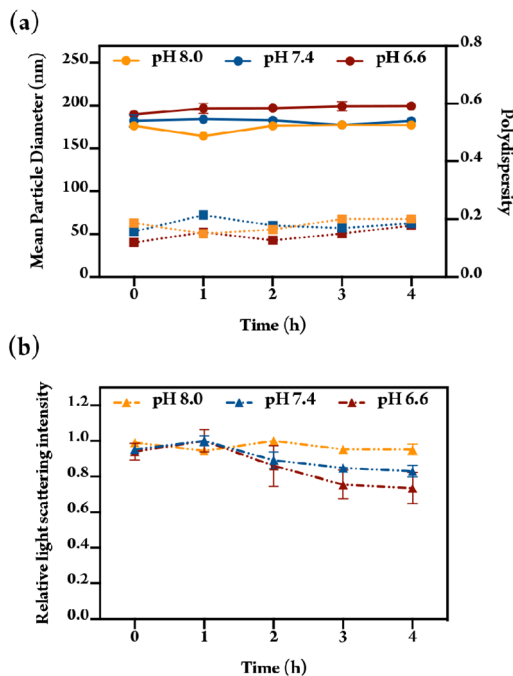 (a)
pH 8.0 pH 7.4 pH 6.6
Mean Particle Diameter (nm)
250
200
150
100
50
0
Polydispersity
0.8
0.6
0.4
0.2
0.0
0 1 2 3 4
Time (h)
(b)
pH 8.0 pH 7.4 pH 6.6
Relative light scattering intensity
1.2
1.0
0.8
0.6
0.4
0.2
0.0
0 1 2 3 4
Time (h)